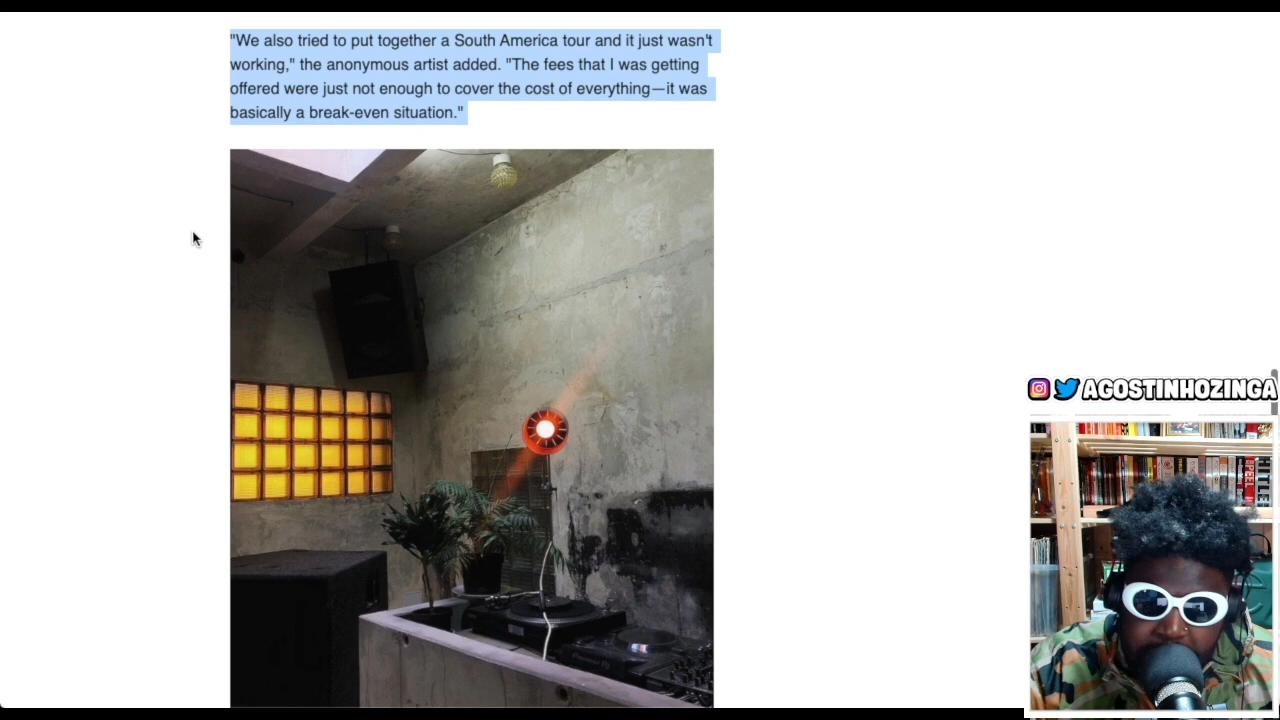 "We also tried to put together a South America tour and it just wasn't
working," the anonymous artist added. "The fees that I was getting
offered were just not enough to cover the cost of everything—it was
basically a break-even situation."
AGOSTINHOZINGA